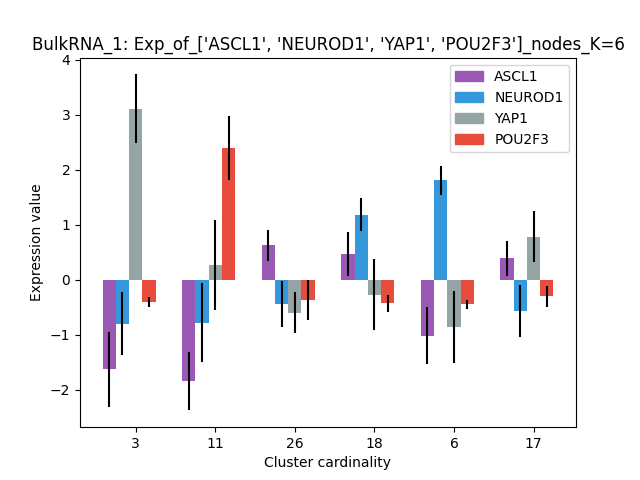 BulkRNA_1: Exp_of_['ASCL1', 'NEUROD1', 'YAP1', 'POU2F3']_nodes_K=6
ASCL1
NEUROD1
YAP1
POU2F3
4
3
2
1
0
−1
−2
Expression value
3 11 26 18 6 17
Cluster cardinality